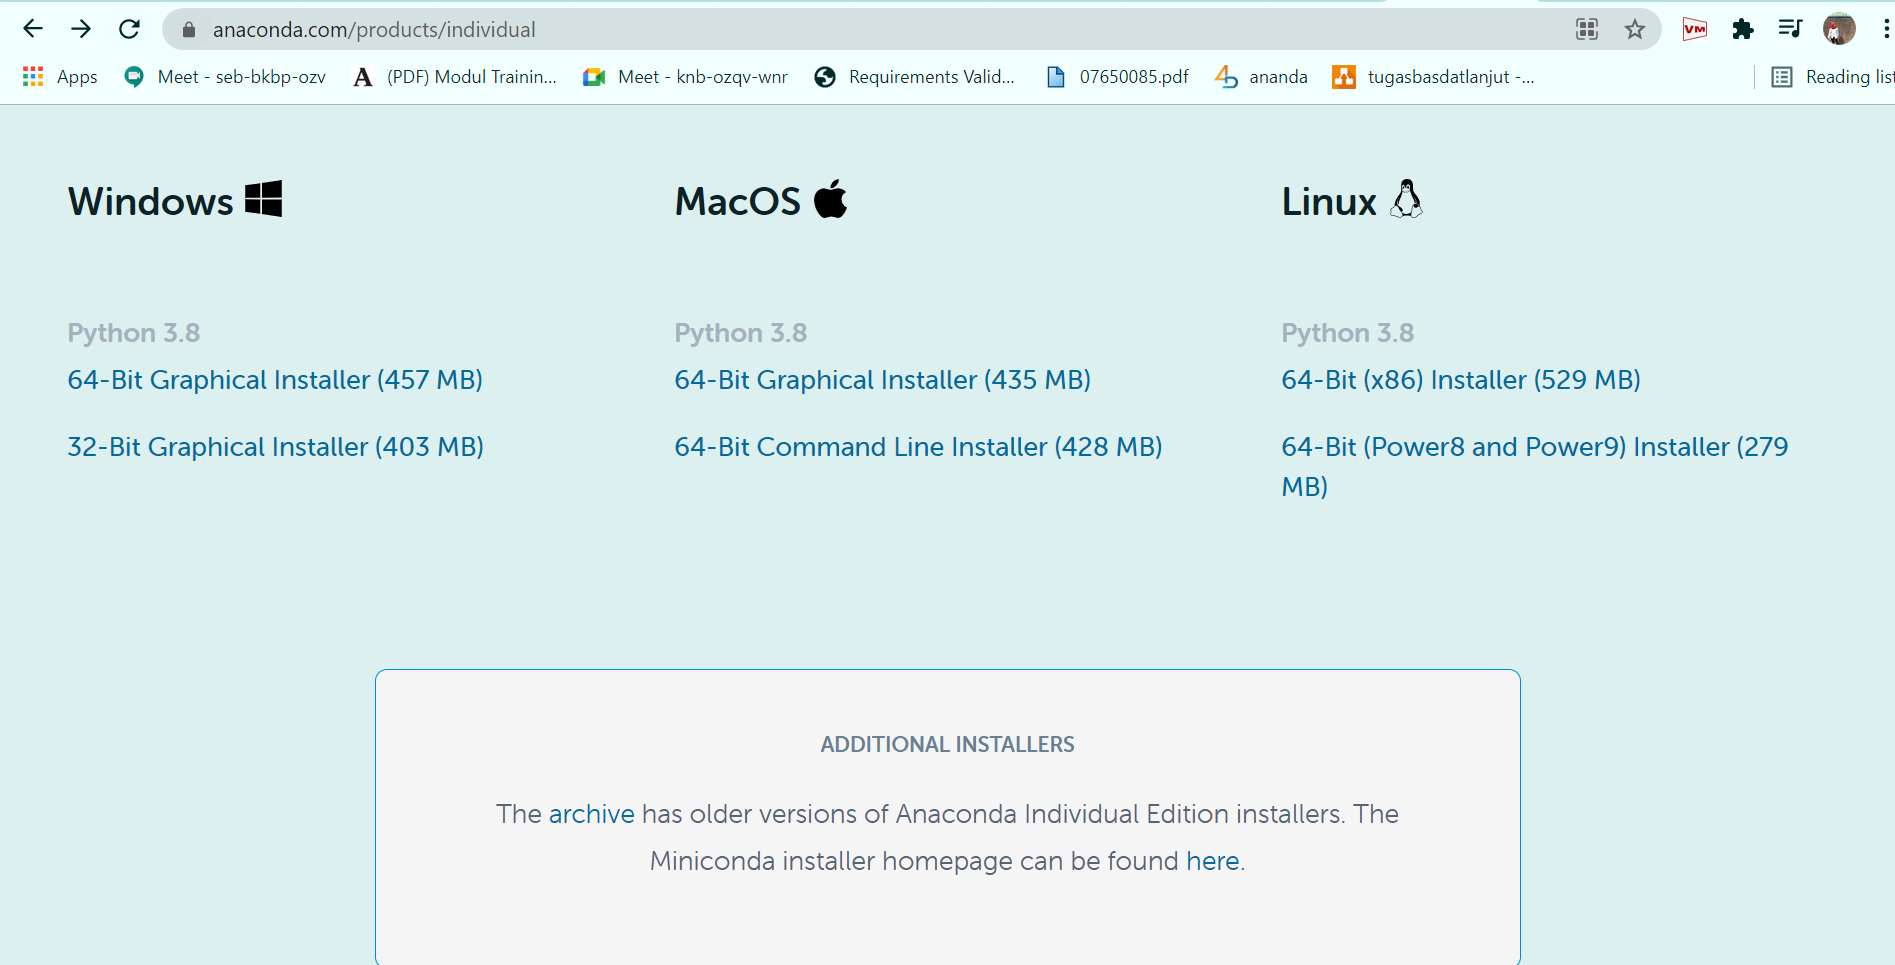 anaconda.com/products/individual
Apps
Meet - seb-bkbp-ozv
(PDF) Modul Trainin...
Meet - knb-ozqv-wnr
Requirements Valid...
07650085.pdf
ananda
tugasbasdatlanjut -...
Reading list
Windows
MacOS
Linux
Python 3.8
64-Bit Graphical Installer (457 MB)
32-Bit Graphical Installer (403 MB)
Python 3.8
64-Bit Graphical Installer (435 MB)
64-Bit Command Line Installer (428 MB)
Python 3.8
64-Bit (x86) Installer (529 MB)
64-Bit (Power8 and Power9) Installer (279
MB)
ADDITIONAL INSTALLERS
The archive has older versions of Anaconda Individual Edition installers. The
Miniconda installer homepage can be found here.